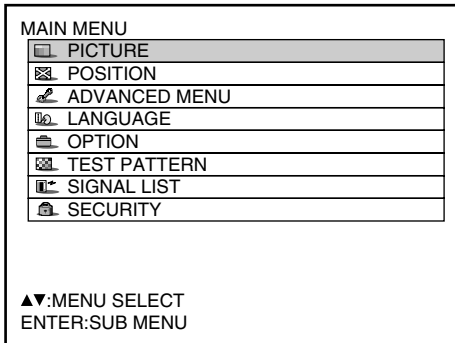 MAIN MENU
PICTURE
POSITION
ADVANCED MENU
LANGUAGE
OPTION
TEST PATTERN
SIGNAL LIST
SECURITY
▲▼:MENU SELECT
ENTER:SUB MENU